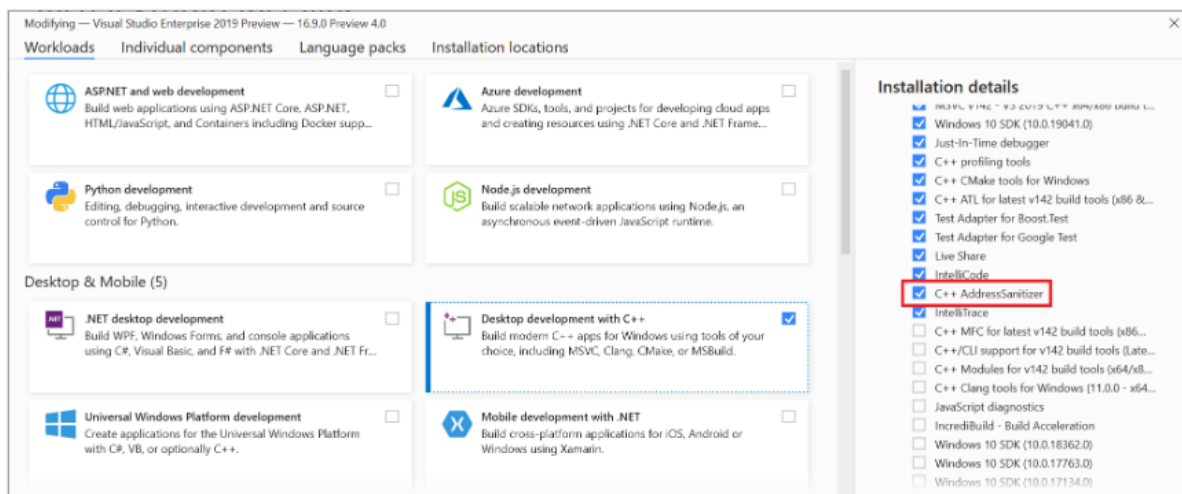 Modifying — Visual Studio Enterprise 2019 Preview — 16.9.0 Preview 4.0
Workloads Individual components Language packs Installation locations
ASP.NET and web development
Build web applications using ASP.NET Core, ASP.NET,
HTML/JavaScript, and Containers including Docker supp...
Azure development
Azure SDKs, tools, and projects for developing cloud apps
and creating resources using .NET Core and .NET Frame...
Python development
Editing, debugging, interactive development and source
control for Python.
Node.js development
Build scalable network applications using Node.js, an
asynchronous event-driven JavaScript runtime.
JS
Desktop & Mobile (5)
.NET
.NET desktop development
Build WPF, Windows Forms, and console applications
using C#, Visual Basic, and F# with .NET Core and .NET Fr...
Desktop development with C++
Build modern C++ apps for Windows using tools of your
choice, including MSVC, Clang, CMake, or MSBuild.
Universal Windows Platform development
Create applications for the Universal Windows Platform
with C#, VB, or optionally C++.
Mobile development with .NET
Build cross-platform applications for iOS, Android or
Windows using Xamarin.
Installation details
MSVC v142 - VS 2019 C++ x64/x86 build t...
Windows 10 SDK (10.0.19041.0)
Just-In-Time debugger
C++ profiling tools
C++ CMake tools for Windows
C++ ATL for latest v142 build tools (x86 &...
Test Adapter for Boost.Test
Test Adapter for Google Test
Live Share
IntelliCode
C++ AddressSanitizer
IntelliTrace
C++ MFC for latest v142 build tools (x86...
C++/CLI support for v142 build tools (Late...
C++ Modules for v142 build tools (x64/x8...
C++ Clang tools for Windows (11.0.0 - x64...
JavaScript diagnostics
IncrediBuild - Build Acceleration
Windows 10 SDK (10.0.18362.0)
Windows 10 SDK (10.0.17763.0)
Windows 10 SDK (10.0.17134.0)